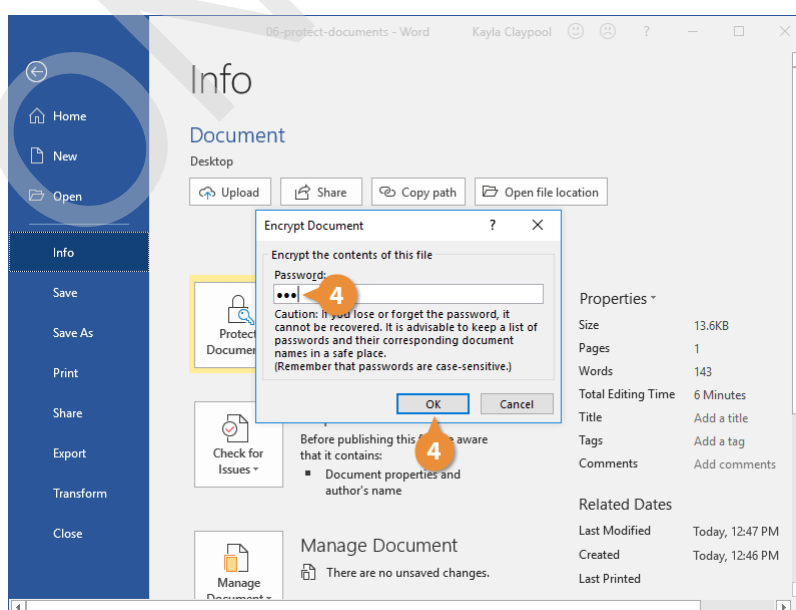 06-protect-documents - Word Kayla Claypool ?
Info
Home
New
Open
Info
Save
Save As
Print
Share
Export
Transform
Close
Document
Desktop
Upload Share Copy path Open file location
Encrypt Document ?
Encrypt the contents of this file
Password:
4
Caution: If you lose or forget the password, it
cannot be recovered. It is advisable to keep a list of
passwords and their corresponding document
names in a safe place.
(Remember that passwords are case-sensitive.)
OK Cancel
4
Protect
Document
Check for
Issues
Before publishing this aware
that it contains:
Document properties and
author's name
Manage
Document
Manage Document
There are no unsaved changes.
Properties
Size 13.6KB
Pages 1
Words 143
Total Editing Time 6 Minutes
Title Add a title
Tags Add a tag
Comments Add comments
Related Dates
Last Modified Today, 12:47 PM
Created Today, 12:46 PM
Last Printed